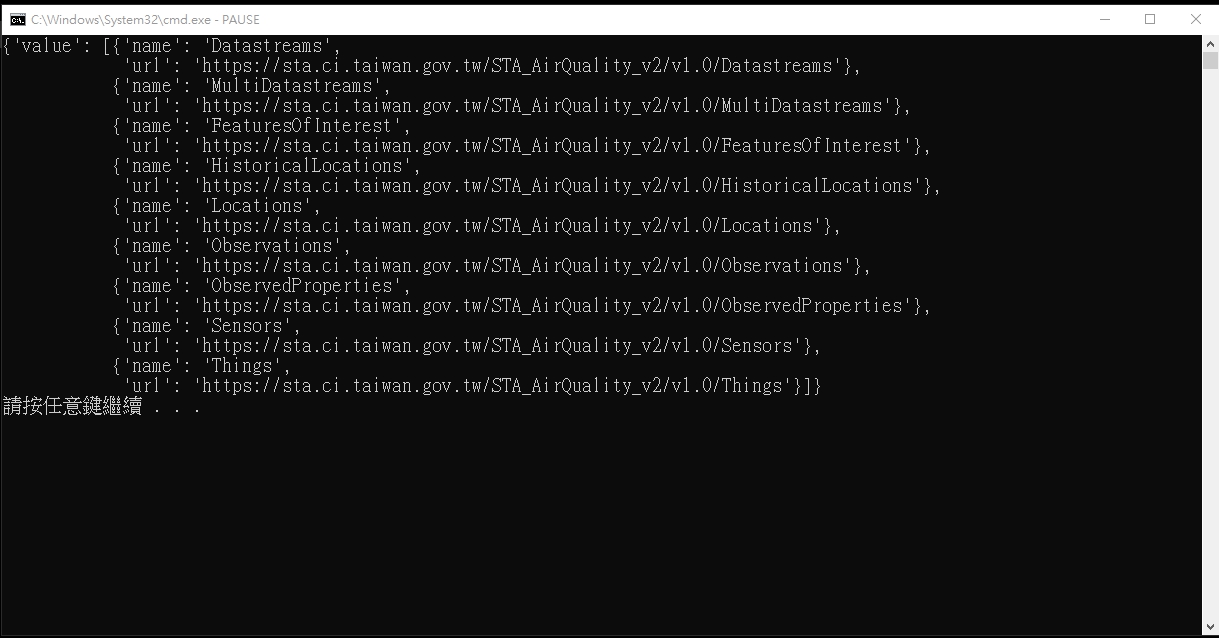 C:\Windows\System32\cmd.exe - PAUSE
{'value': [{'name': 'Datastreams',
'url': 'https://sta.ci.taiwan.gov.tw/STA_AirQuality_v2/v1.0/Datastreams'},
{'name': 'MultiDatastreams',
'url': 'https://sta.ci.taiwan.gov.tw/STA_AirQuality_v2/v1.0/MultiDatastreams'},
{'name': 'FeaturesOfInterest',
'url': 'https://sta.ci.taiwan.gov.tw/STA_AirQuality_v2/v1.0/FeaturesOfInterest'},
{'name': 'HistoricalLocations',
'url': 'https://sta.ci.taiwan.gov.tw/STA_AirQuality_v2/v1.0/HistoricalLocations'},
{'name': 'Locations',
'url': 'https://sta.ci.taiwan.gov.tw/STA_AirQuality_v2/v1.0/Locations'},
{'name': 'Observations',
'url': 'https://sta.ci.taiwan.gov.tw/STA_AirQuality_v2/v1.0/Observations'},
{'name': 'ObservedProperties',
'url': 'https://sta.ci.taiwan.gov.tw/STA_AirQuality_v2/v1.0/ObservedProperties'},
{'name': 'Sensors',
'url': 'https://sta.ci.taiwan.gov.tw/STA_AirQuality_v2/v1.0/Sensors'},
{'name': 'Things',
'url': 'https://sta.ci.taiwan.gov.tw/STA_AirQuality_v2/v1.0/Things'}]}
請按任意鍵繼續 . . .